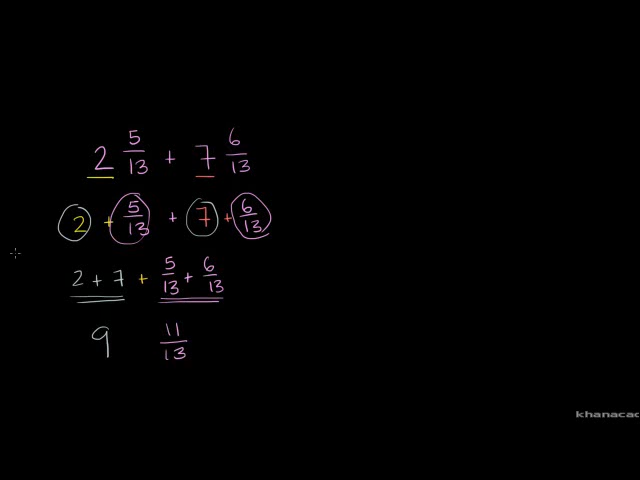 2 5/13 + 7 6/13
2 + 5/13 + 7 + 6/13
2 + 7 + 5/13 + 6/13
9 11/13
khanacad